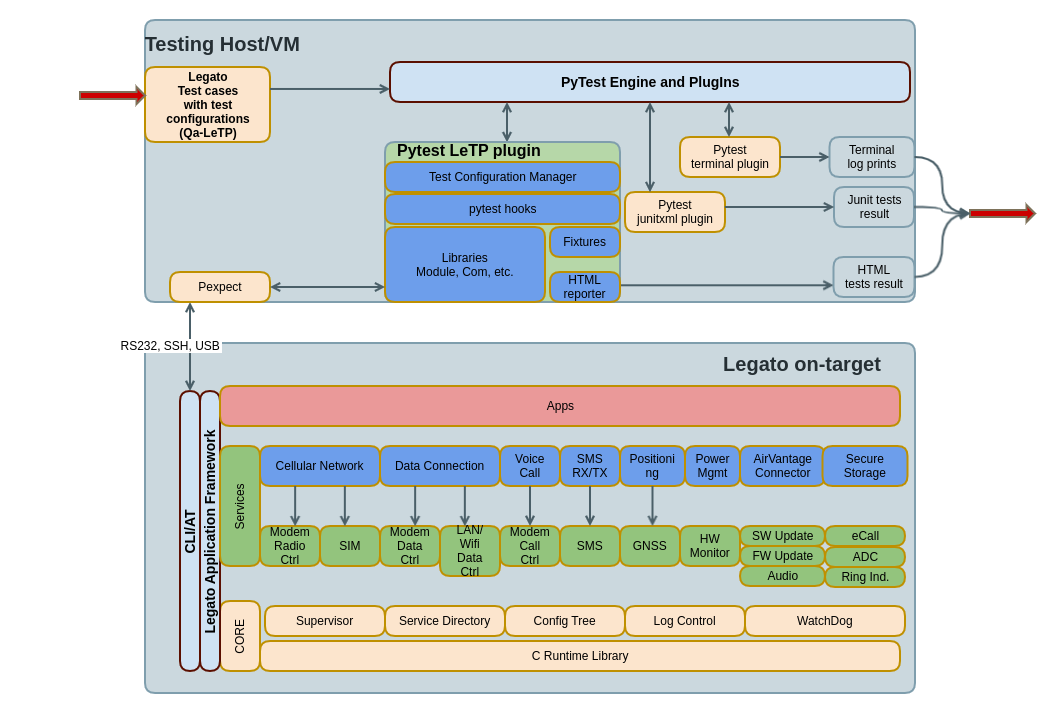 Testing Host/VM
Legato
Test cases
with test
configurations
(Qa-LeTP)
PyTest Engine and PlugIns
Pytest LeTP plugin
Test Configuration Manager
pytest hooks
Libraries
Module, Com, etc.
Fixtures
HTML
reporter
Pytest
terminal plugin
Pytest
junitxml plugin
Terminal
log prints
Junit tests
result
HTML
tests result
Pexpect
RS232, SSH, USB
Legato on-target
CLI/AT
Legato Application Framework
Apps
Services
Cellular Network
Data Connection
Voice
Call
SMS
RX/TX
Positioni
ng
Power
Mgmt
AirVantage
Connector
Secure
Storage
Modem
Radio
Ctrl
SIM
Modem
Data
Ctrl
LAN/
Wifi
Data
Ctrl
Modem
Call
Ctrl
SMS
GNSS
HW
Monitor
SW Update
eCall
FW Update
ADC
Audio
Ring Ind.
CORE
Supervisor
Service Directory
Config Tree
Log Control
WatchDog
C Runtime Library